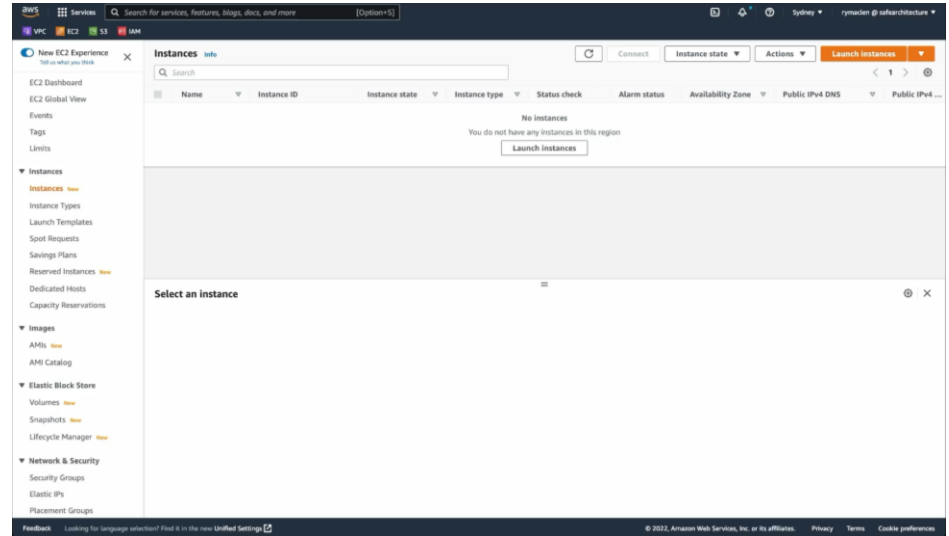 aws Services Search for services, features, blogs, docs, and more [Option+S] Sydney ▼ rymaclen @ safearchitecture ▼
VPC EC2 S3 IAM
New EC2 Experience
Tell us what you think
EC2 Dashboard
EC2 Global View
Events
Tags
Limits
Instances
Instances New
Instance Types
Launch Templates
Spot Requests
Savings Plans
Reserved Instances New
Dedicated Hosts
Capacity Reservations
Images
AMIs New
AMI Catalog
Elastic Block Store
Volumes New
Snapshots New
Lifecycle Manager New
Network & Security
Security Groups
Elastic IPs
Placement Groups
Instances Info Connect Instance state ▼ Actions ▼ Launch instances ▼
Search 1
Name Instance ID Instance state Instance type Status check Alarm status Availability Zone Public IPv4 DNS Public IPv4 ...
No instances
You do not have any instances in this region
Launch instances
Select an instance
Feedback Looking for language selection? Find it in the new Unified Settings © 2022, Amazon Web Services, Inc. or its affiliates. Privacy Terms Cookie preferences